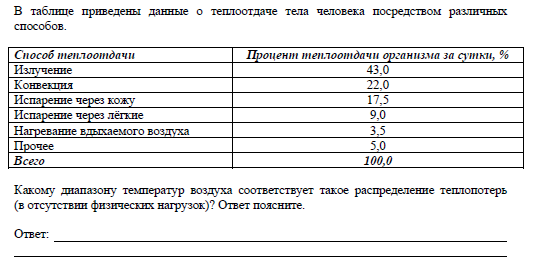 В таблице приведены данные о теплоотдаче тела человека посредством различных
способов.
Способ теплоотдачи Процент теплоотдачи организма за сутки, %
Излучение 43,0
Конвекция 22,0
Испарение через кожу 17,5
Испарение через лёгкие 9,0
Нагревание вдыхаемого воздуха 3,5
Прочее 5,0
Всего 100,0
Какому диапазону температур воздуха соответствует такое распределение теплопотерь
(в отсутствии физических нагрузок)? Ответ поясните.
Ответ: